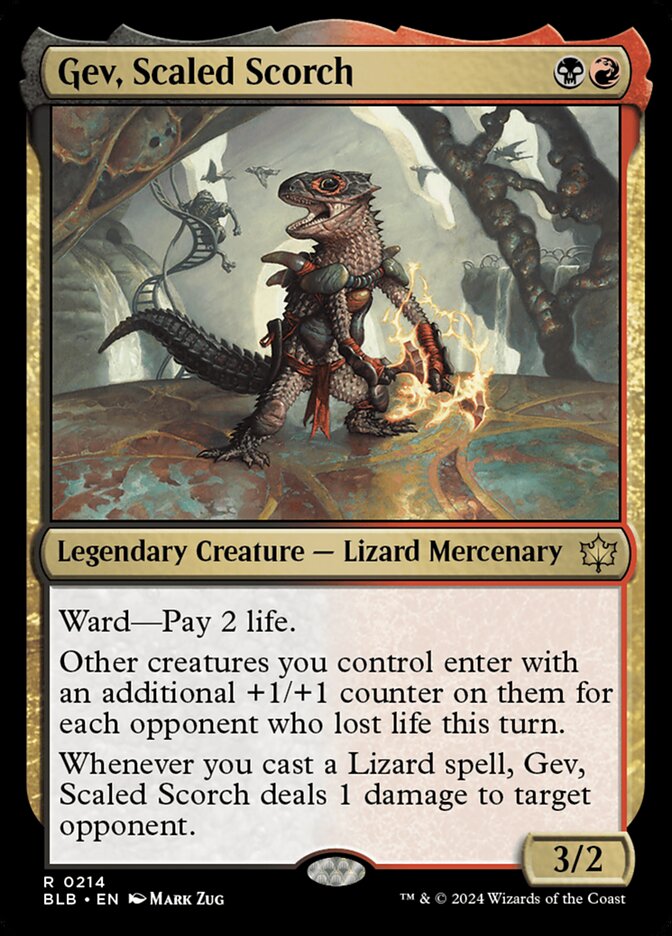 Gev, Scaled Scorch
Legendary Creature — Lizard Mercenary
Ward—Pay 2 life.
Other creatures you control enter with
an additional +1/+1 counter on them for
each opponent who lost life this turn.
Whenever you cast a Lizard spell, Gev,
Scaled Scorch deals 1 damage to target
opponent.
3/2
R 0214
BLB • EN Mark Zug
™ & © 2024 Wizards of the Coast